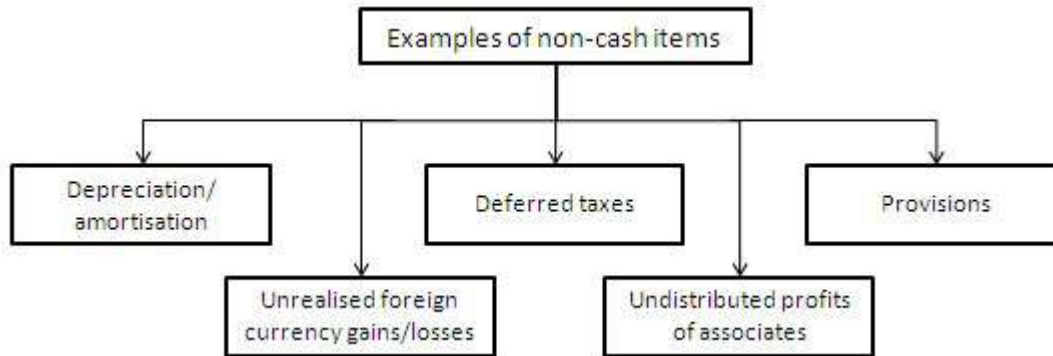 Examples of non-cash items
Depreciation/
amortisation
Deferred taxes
Provisions
Unrealised foreign
currency gains/losses
Undistributed profits
of associates